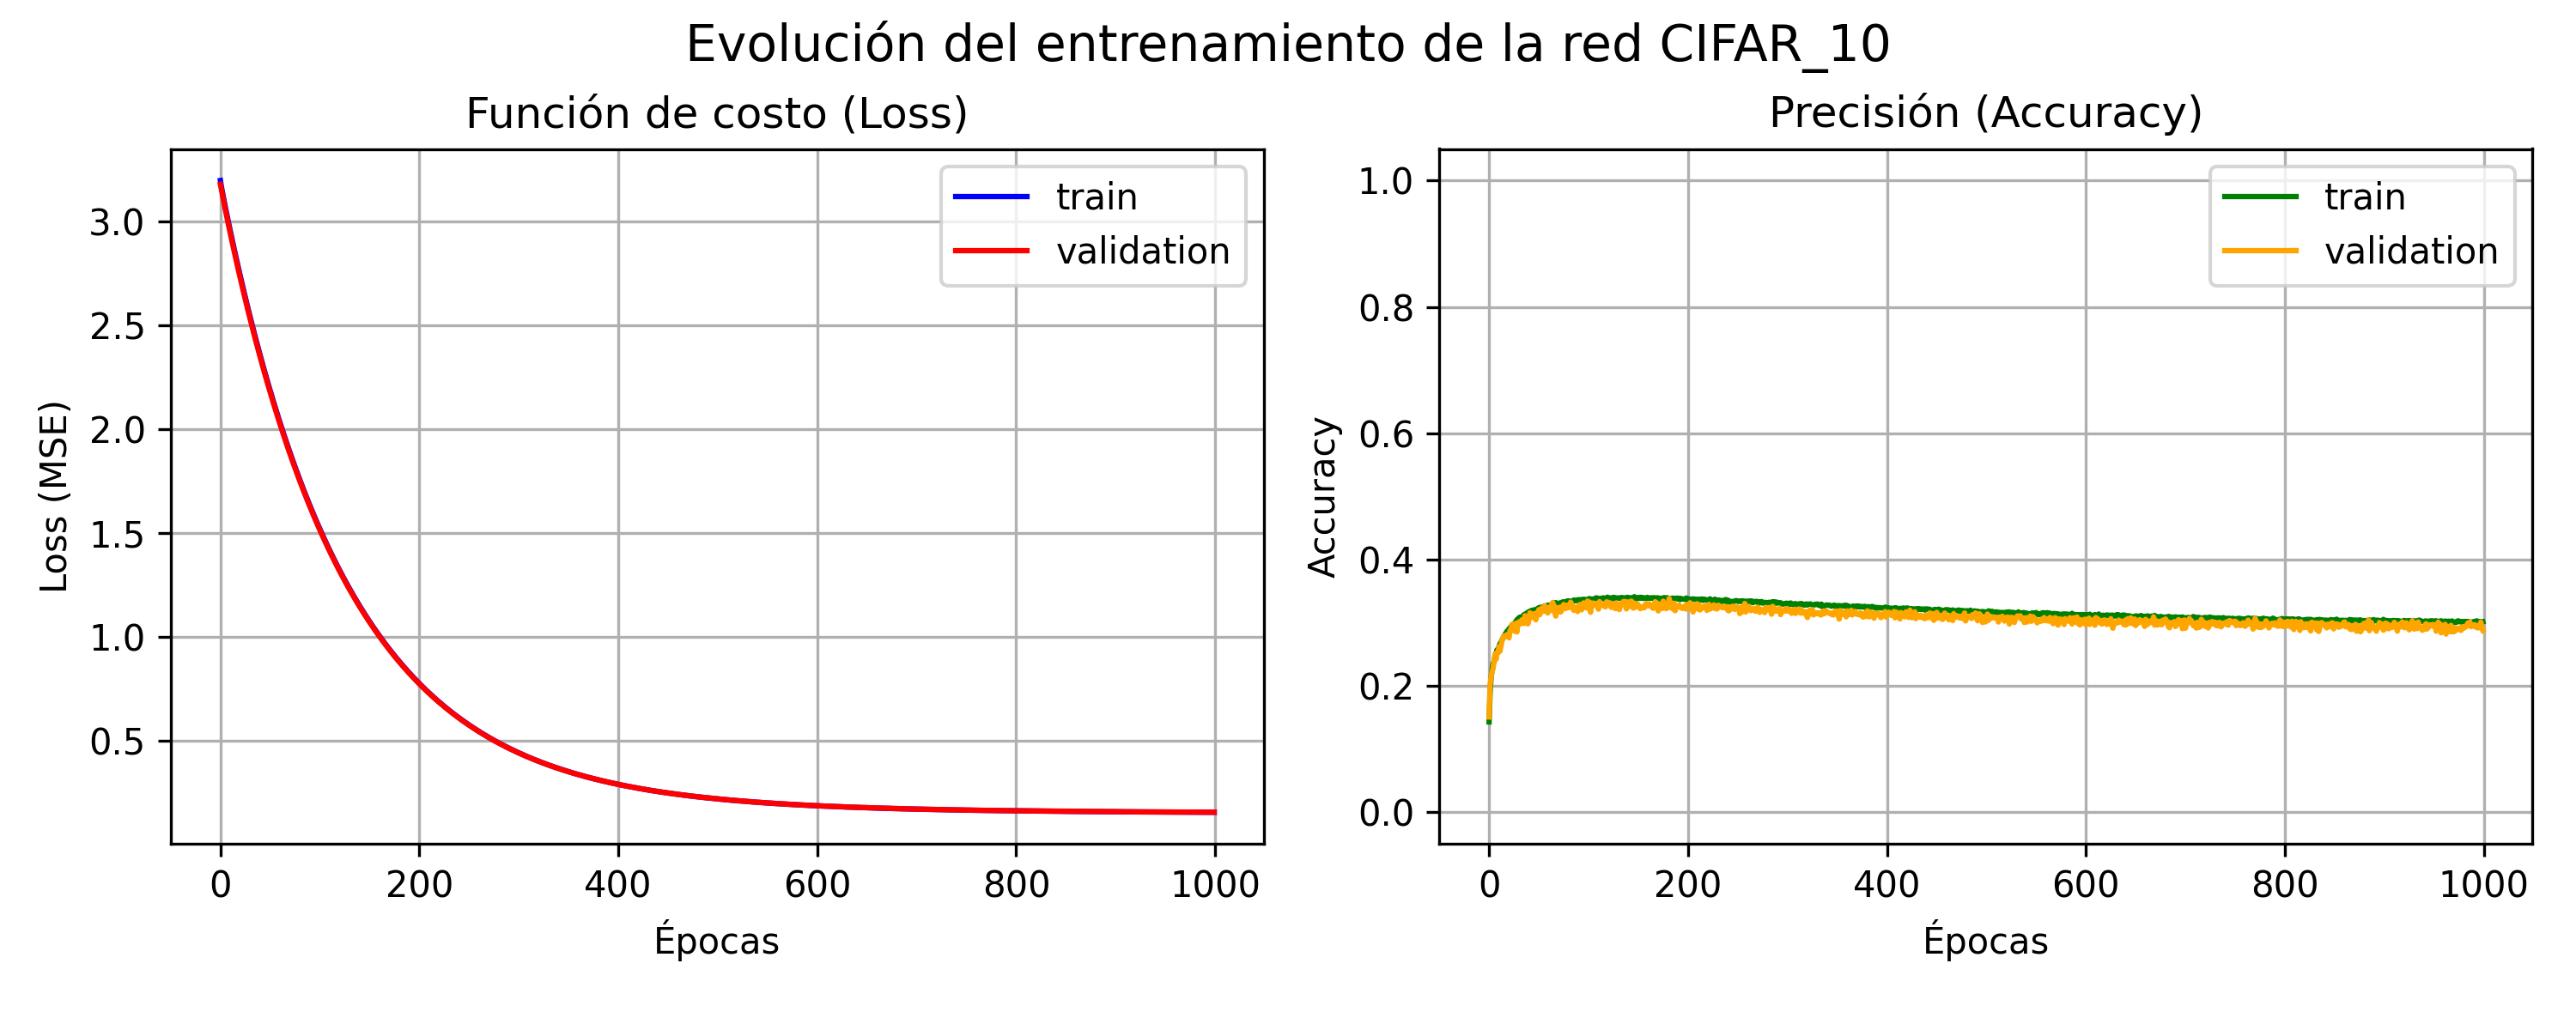 Evolución del entrenamiento de la red CIFAR_10
Función de costo (Loss)
Loss (MSE)
3.0
2.5
2.0
1.5
1.0
0.5
0 200 400 600 800 1000
Épocas
train
validation
Precisión (Accuracy)
Accuracy
1.0
0.8
0.6
0.4
0.2
0.0
0 200 400 600 800 1000
Épocas
train
validation